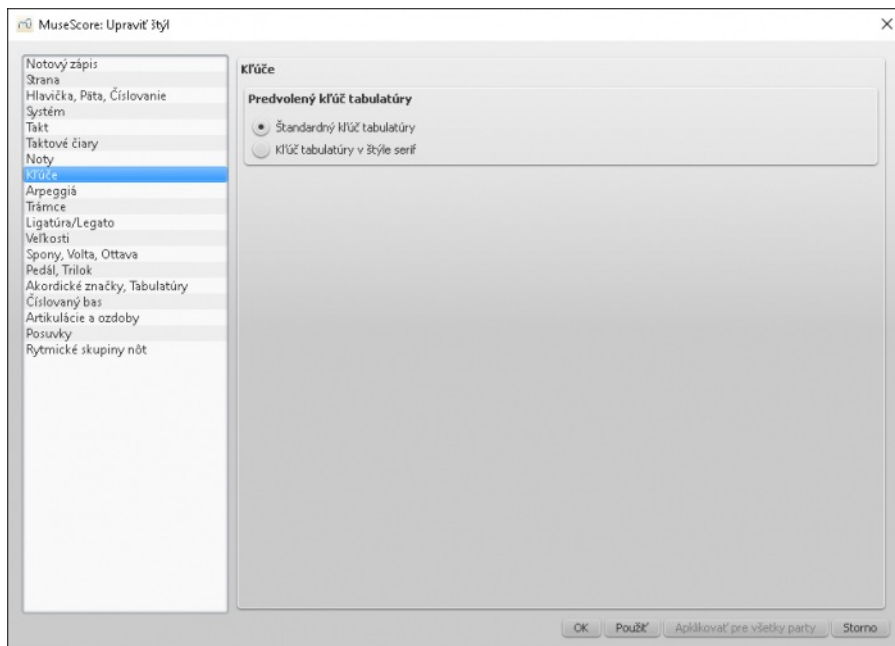 MuseScore: Upraviť štýl
Notový zápis
Strana
Hlavička, Päta, Číslovanie
Systém
Takt
Taktové čiary
Noty
Kľúče
Arpeggiá
Trámce
Ligatúra/Legato
Veľkosti
Spony, Volta, Ottava
Pedál, Trilok
Akordické značky, Tabulatúry
Číslovaný bas
Artikulácie a ozdoby
Posuvky
Rytmické skupiny nôt
Kľúče
Predvolený kľúč tabulatúry
Štandardný kľúč tabulatúry
Kľúč tabulatúry v štýle serif
OK Použiť Aplikovať pre všetky party Storno